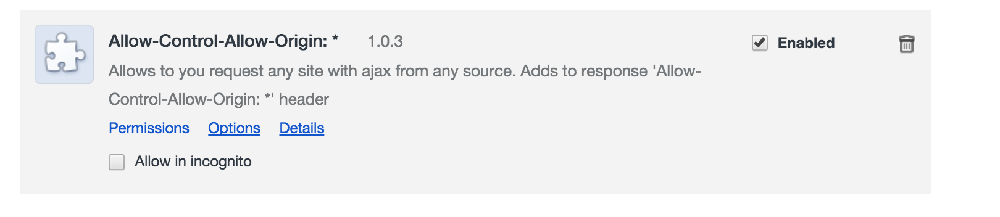 Allow-Control-Allow-Origin: * 1.0.3 Enabled
Allows to you request any site with ajax from any source. Adds to response 'Allow-
Control-Allow-Origin: *' header
Permissions Options Details
Allow in incognito